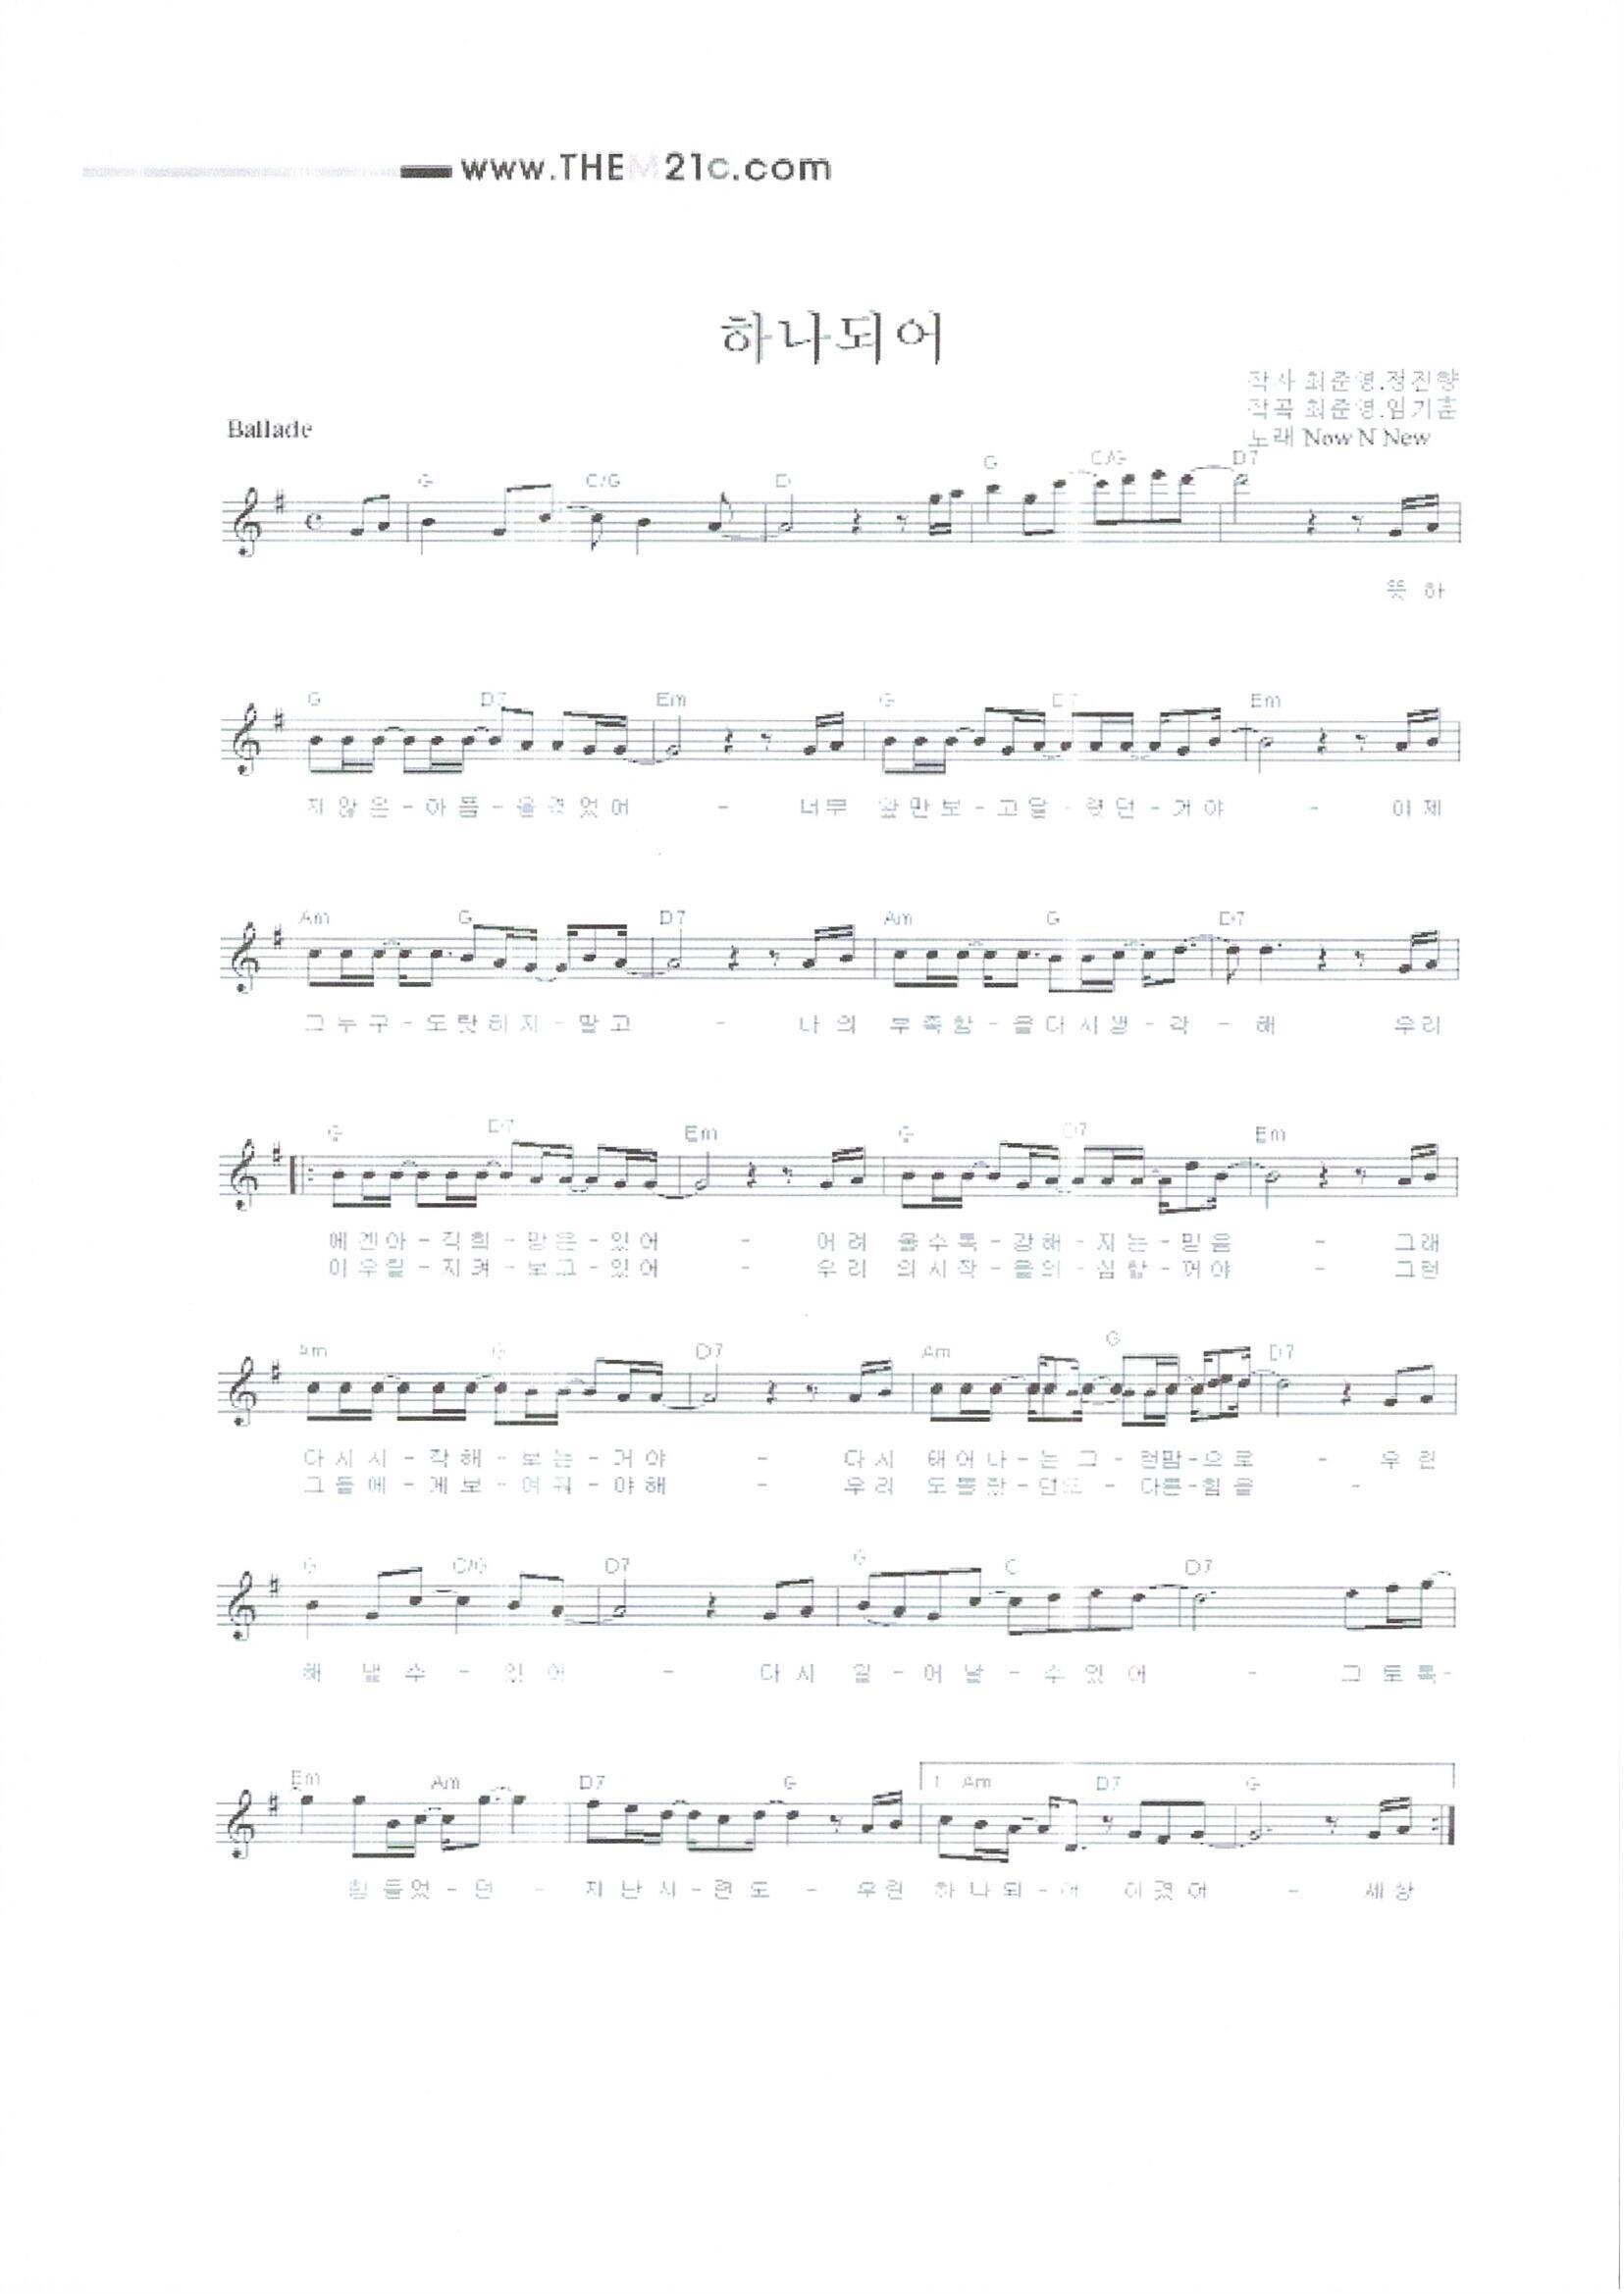 www.THEM21c.com
하나되어
작사 최준영.정진향
작곡 최준영.임기훈
Ballade
노래 Now N New
G C/G D G C/G D7
뜻 하
G D7 Em G D7 Em
지 않 은 - 아 픔 - 을 겪 었 어 - 너무 앞 만 보 - 고 달 - 렸 던 - 거 야 - 이 제
Am G D7 Am G D7
그 누 구 - 도 탓 하 지 - 말 고 - 나 의 부 족 함 - 을 다 시 생 - 각 - 해 우 리
G D7 Em G D7 Em
에 겐 아 - 직 희 - 망 은 - 있 어 - 어 려 울 수 록 - 강 해 - 지 는 - 믿 음 - 그 래
이 우 릴 - 지 켜 - 보 고 - 있 어 - 우 리 의 시 작 - 을 의 - 심 할 - 꺼 야 - 그 런
Am G D7 Am G D7
다 시 시 - 작 해 - 보 는 - 거 야 - 다 시 태 어 나 - 는 그 - 런 맘 - 으 로 - 우 린
그 들 에 - 게 보 - 여 줘 - 야 해 - 우 리 도 몰 랐 - 던 또 - 다 른 - 힘 을 -
G C/G D7 G C D7
해 낼 수 - 있 어 - 다 시 일 - 어 날 - 수 있 어 - 그 토 록 -
Em Am D7 G 1. Am D7 G
힘 들 었 - 던 - 지 난 시 - 련 도 - 우 린 하 나 되 - 어 이 겼 어 - 세 상